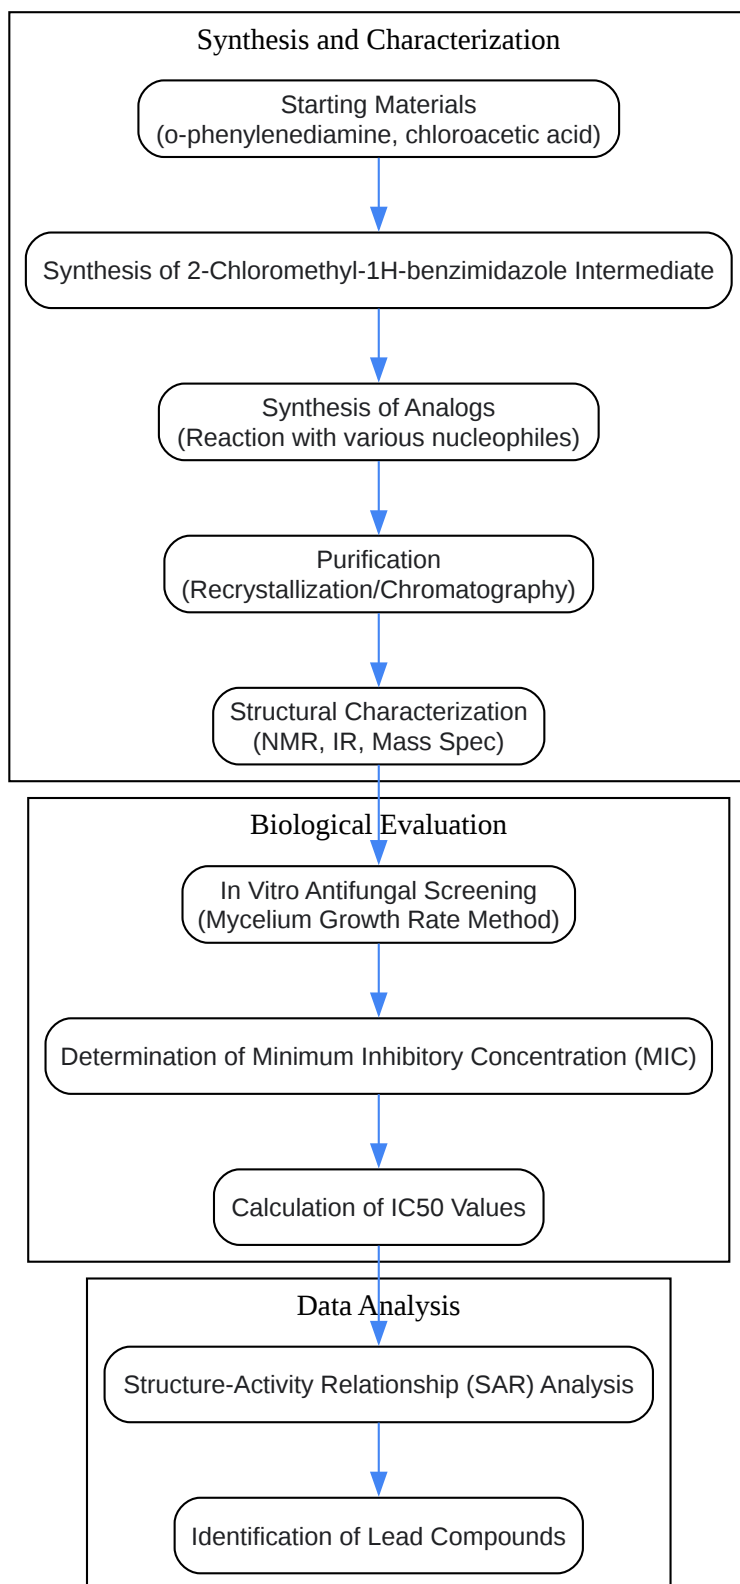 Synthesis and Characterization
Starting Materials
(o-phenylenediamine, chloroacetic acid)
Synthesis of 2-Chloromethyl-1H-benzimidazole Intermediate
Synthesis of Analogs
(Reaction with various nucleophiles)
Purification
(Recrystallization/Chromatography)
Structural Characterization
(NMR, IR, Mass Spec)
Biological Evaluation
In Vitro Antifungal Screening
(Mycelium Growth Rate Method)
Determination of Minimum Inhibitory Concentration (MIC)
Calculation of IC50 Values
Data Analysis
Structure-Activity Relationship (SAR) Analysis
Identification of Lead Compounds